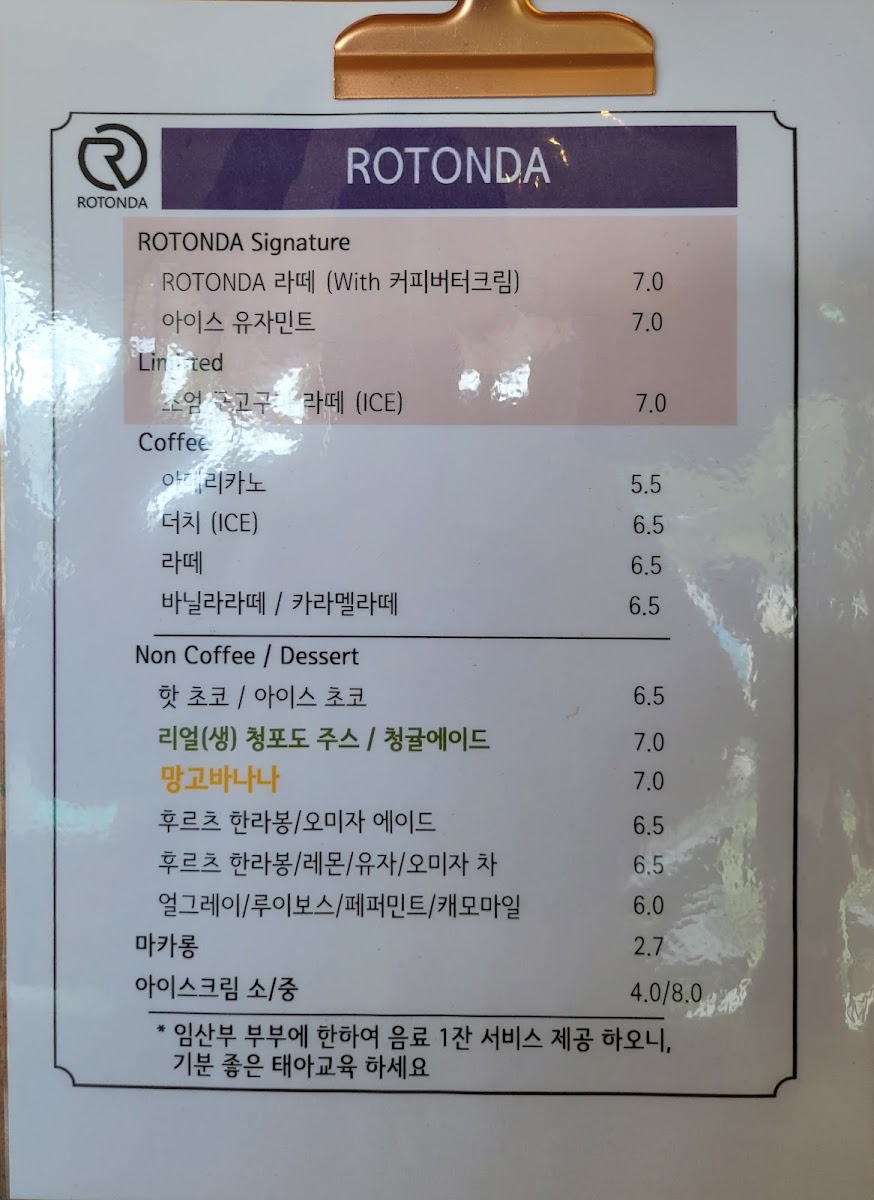 ROTONDA
ROTONDA
ROTONDA Signature
ROTONDA 라떼 (With 커피버터크림) 7.0
아이스 유자민트 7.0
Limited
라떼 (ICE) 7.0
Coffee
아메리카노 5.5
더치 (ICE) 6.5
라떼 6.5
바닐라라떼 / 카라멜라떼 6.5
Non Coffee / Dessert
핫 초코 / 아이스 초코 6.5
리얼(생) 청포도 주스 / 청귤에이드 7.0
망고바나나 7.0
후르츠 한라봉/오미자 에이드 6.5
후르츠 한라봉/레몬/유자/오미자 차 6.5
얼그레이/루이보스/페퍼민트/캐모마일 6.0
마카롱 2.7
아이스크림 소/중 4.0/8.0
* 임산부 부부에 한하여 음료 1잔 서비스 제공 하오니,
기분 좋은 태아교육 하세요